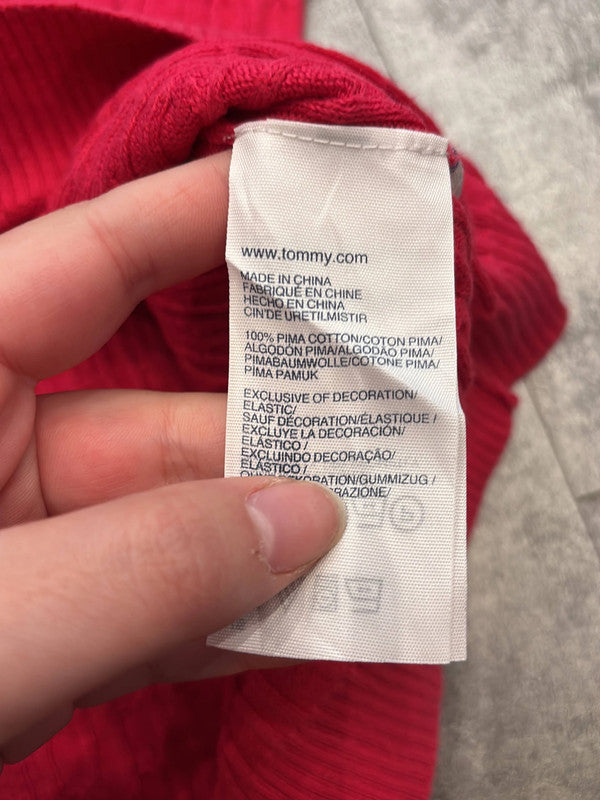 www.tommy.com
MADE IN CHINA
FABRIQUÉ EN CHINE
HECHO EN CHINA
CIN'DE URETILMISTIR
100% PIMA COTTON/COTON PIMA/
ALGODÓN PIMA/ALGODÃO PIMA/
PIMABAUMWOLLE/COTONE PIMA/
PIMA PAMUK
EXCLUSIVE OF DECORATION/
ELASTIC/
SAUF DÉCORATION/ÉLASTIQUE /
EXCLUYE LA DECORACIÓN/
ELÁSTICO /
EXCLUINDO DECORAÇÃO/
ELÁSTICO /